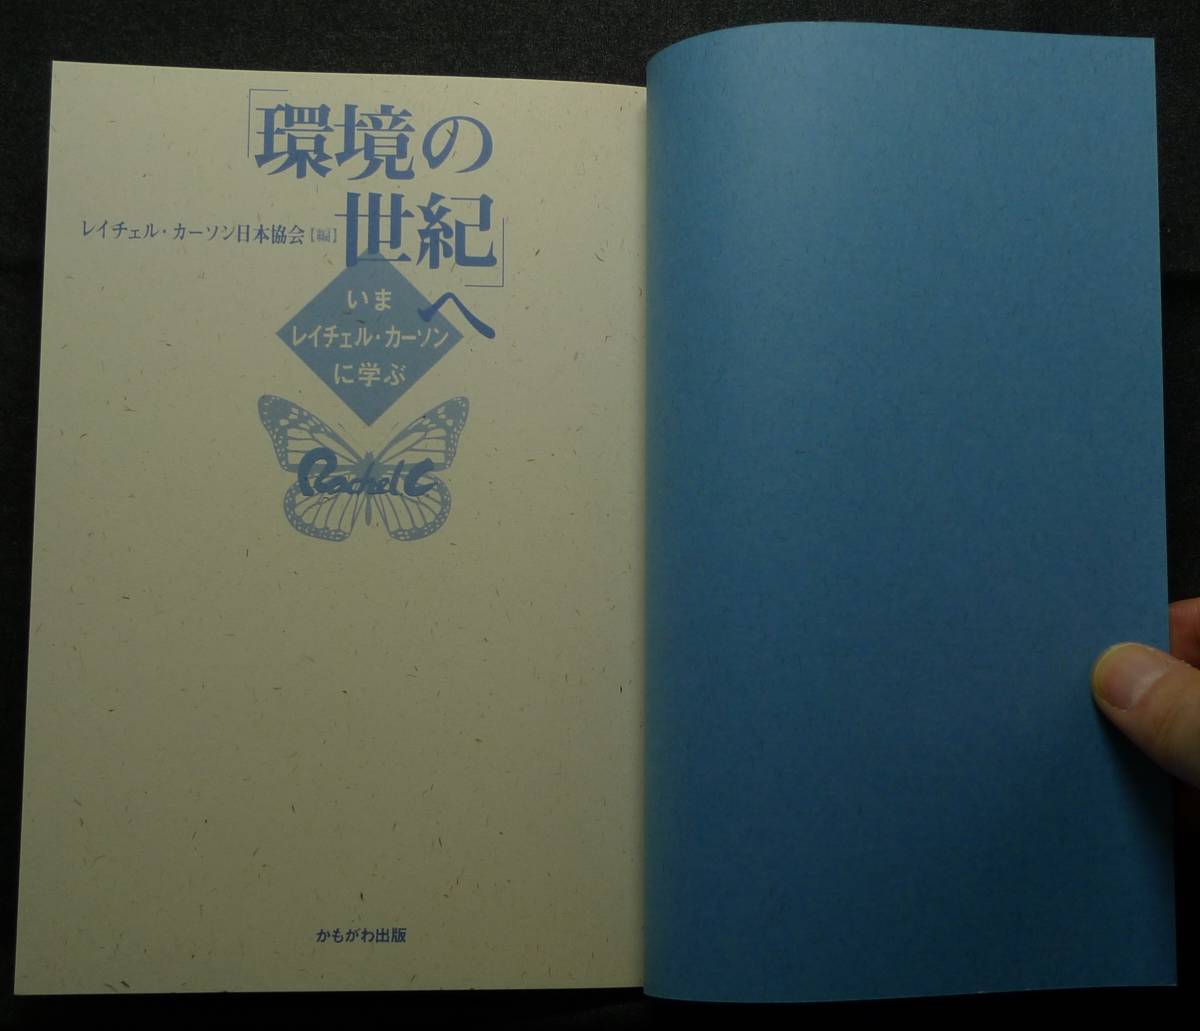 「環境の
世紀」へ
レイチェル・カーソン日本協会【編】
いま
レイチェル・カーソン
に学ぶ
Rachel C
かもがわ出版